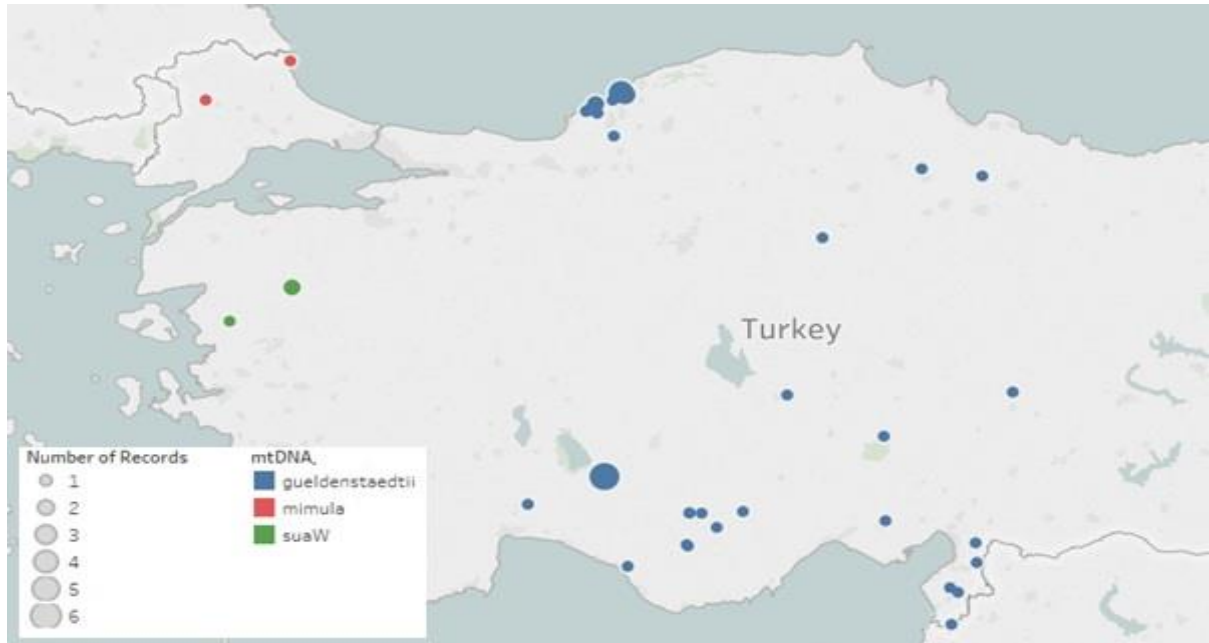 Turkey
Number of Records
1
2
3
4
5
6
mtDNA,
gueldenstaedtii
mimula
suaW